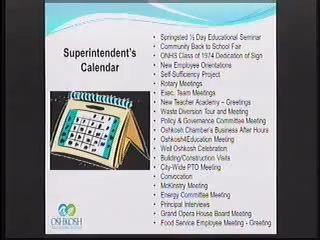 Superintendent's
Calendar
• Springsted ½ Day Educational Seminar
• Community Back to School Fair
• ONHS Class of 1974 Dedication of Sign
• New Employee Orientations
• Self-Sufficiency Project
• Rotary Meetings
• Exec. Team Meetings
• New Teacher Academy – Greetings
• Waste Diversion Tour and Meeting
• Policy & Governance Committee Meeting
• Oshkosh Chamber's Business After Hours
• Oshkosh4Education Meeting
• Well Oshkosh Celebration
• Building/Construction Visits
• City-Wide PTO Meeting
• Convocation
• McKinstry Meeting
• Energy Committee Meeting
• Principal Interviews
• Grand Opera House Board Meeting
• Food Service Employee Meeting - Greeting
OSHKOSH